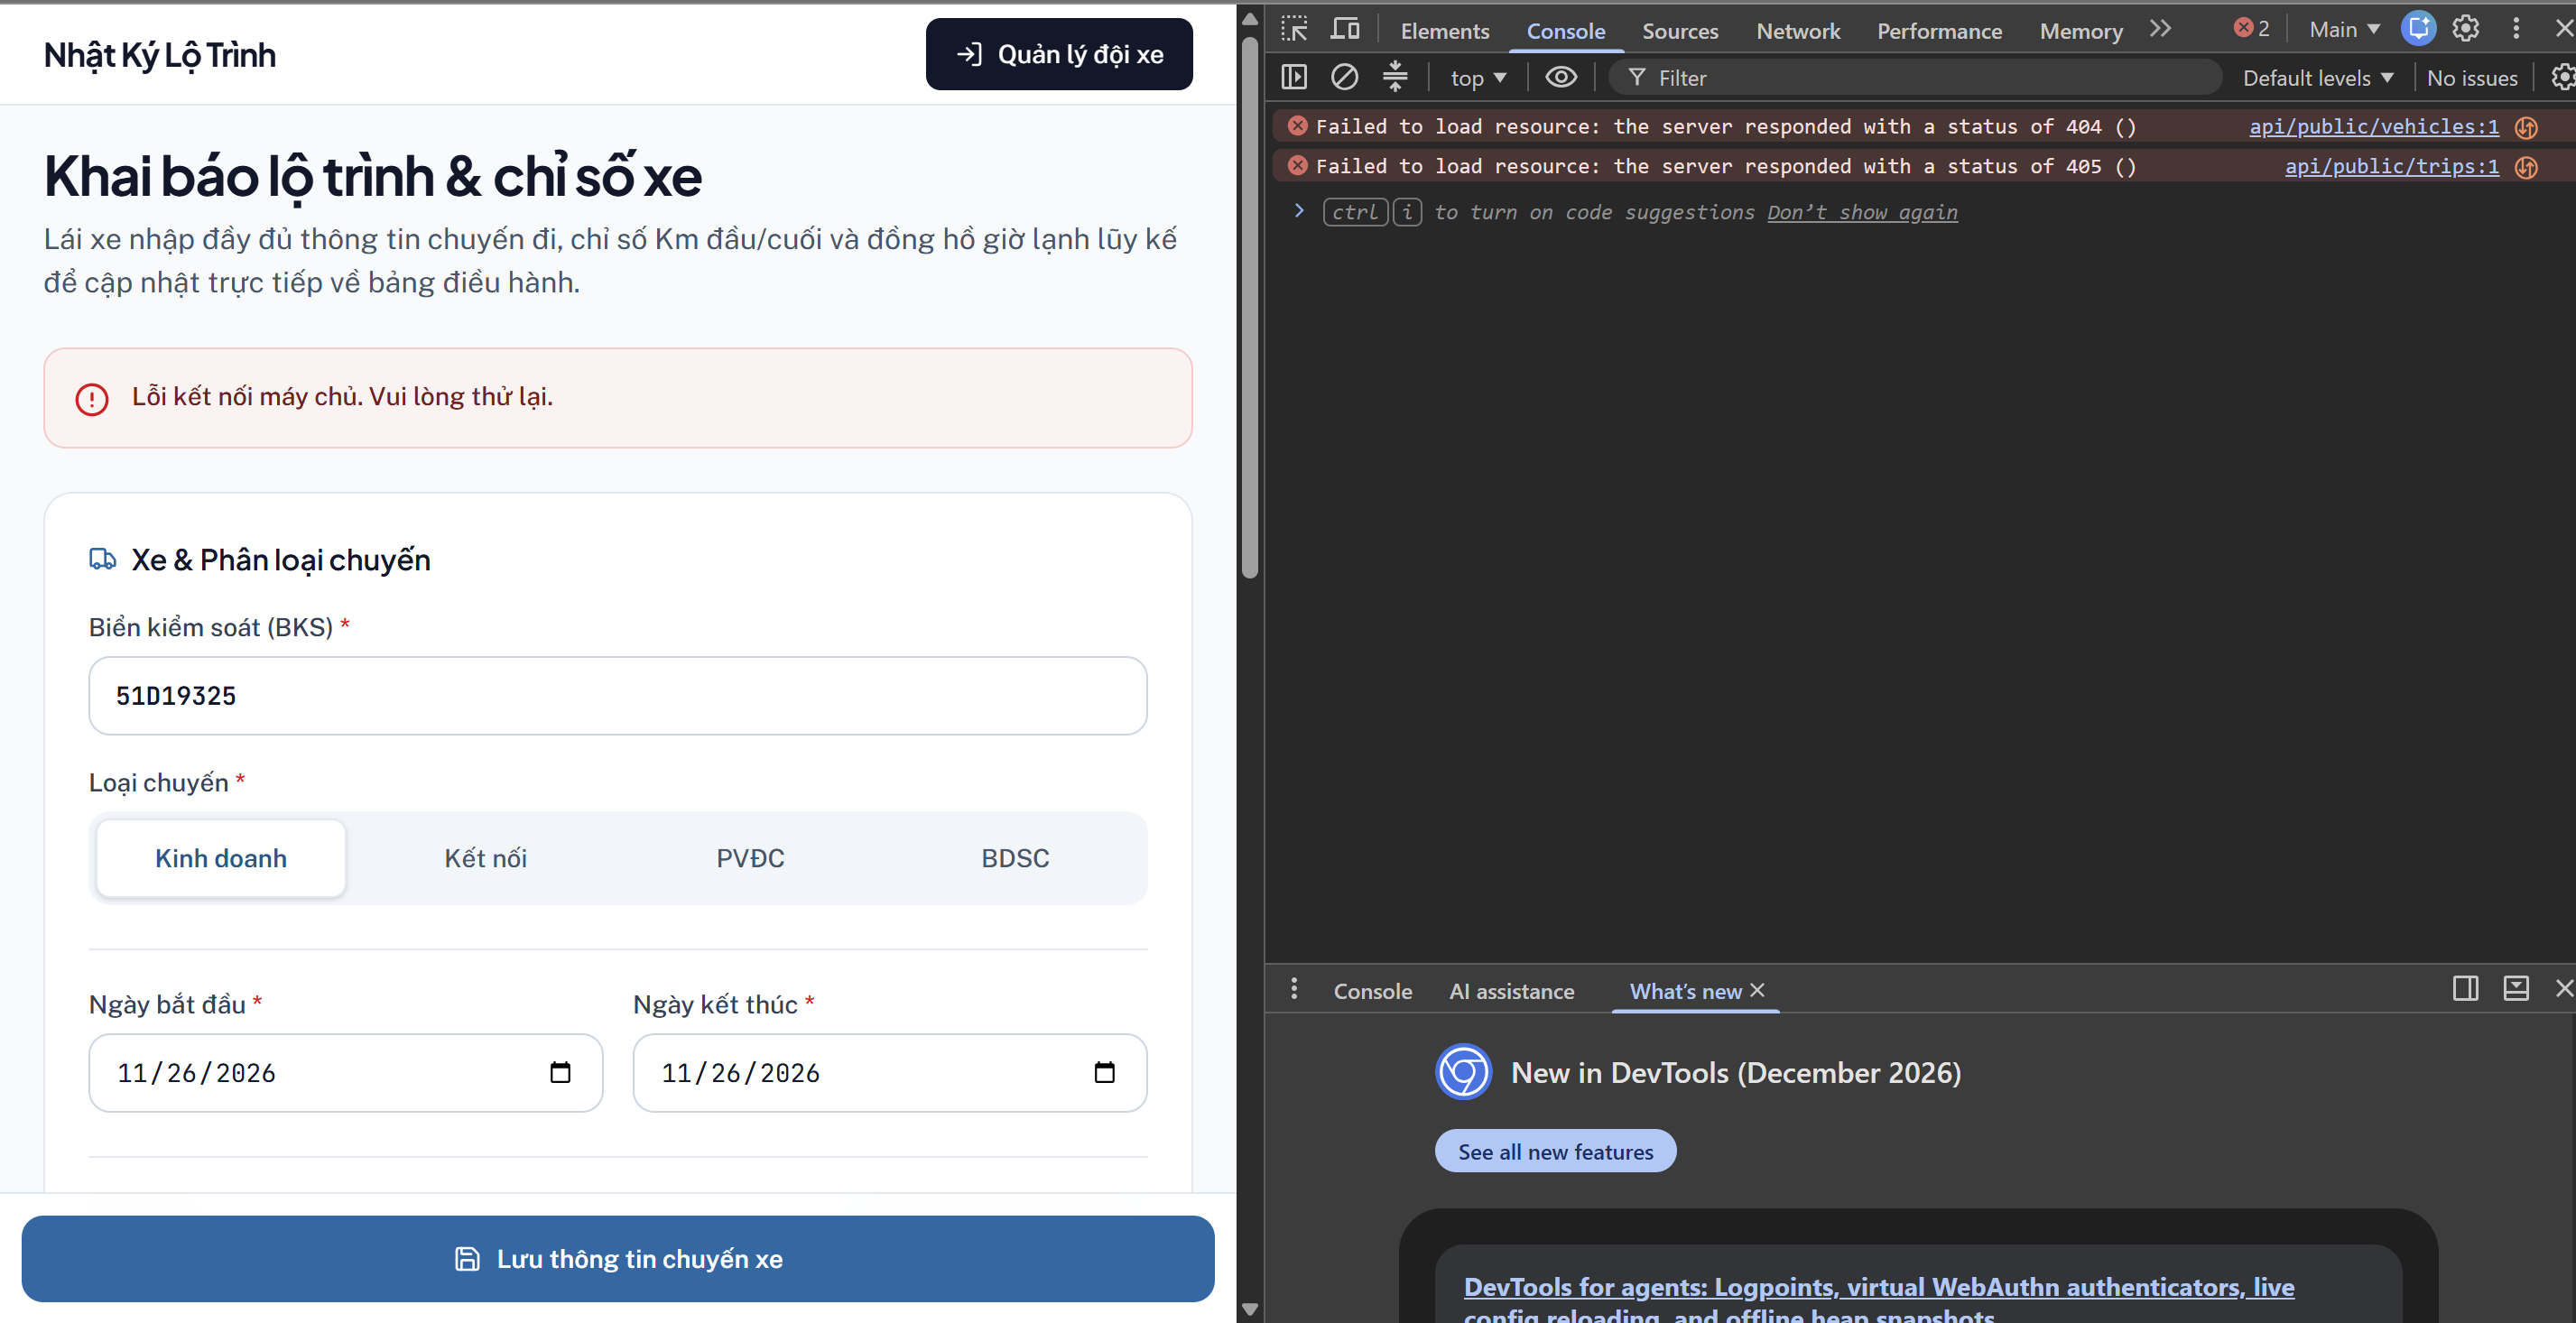 Nhật Ký Lộ Trình
Quản lý đội xe
Khai báo lộ trình & chỉ số xe
Lái xe nhập đầy đủ thông tin chuyến đi, chỉ số Km đầu/cuối và đồng hồ giờ lạnh lũy kế
để cập nhật trực tiếp về bảng điều hành.
Lỗi kết nối máy chủ. Vui lòng thử lại.
Xe & Phân loại chuyến
Biển kiểm soát (BKS) *
51D19325
Loại chuyến *
Kinh doanh
Kết nối
PVĐC
BDSC
Ngày bắt đầu *
Ngày kết thúc *
11/26/2026
11/26/2026
Lưu thông tin chuyến xe
Elements
Console
Sources
Network
Performance
Memory
2
Main
top
Filter
Default levels
No issues
Failed to load resource: the server responded with a status of 404 ()
api/public/vehicles:1
Failed to load resource: the server responded with a status of 405 ()
api/public/trips:1
ctrl i to turn on code suggestions Don't show again
Console
AI assistance
What's new
New in DevTools (December 2026)
See all new features
DevTools for agents: Logpoints, virtual WebAuthn authenticators, live
config reloading, and offline heap snapshots